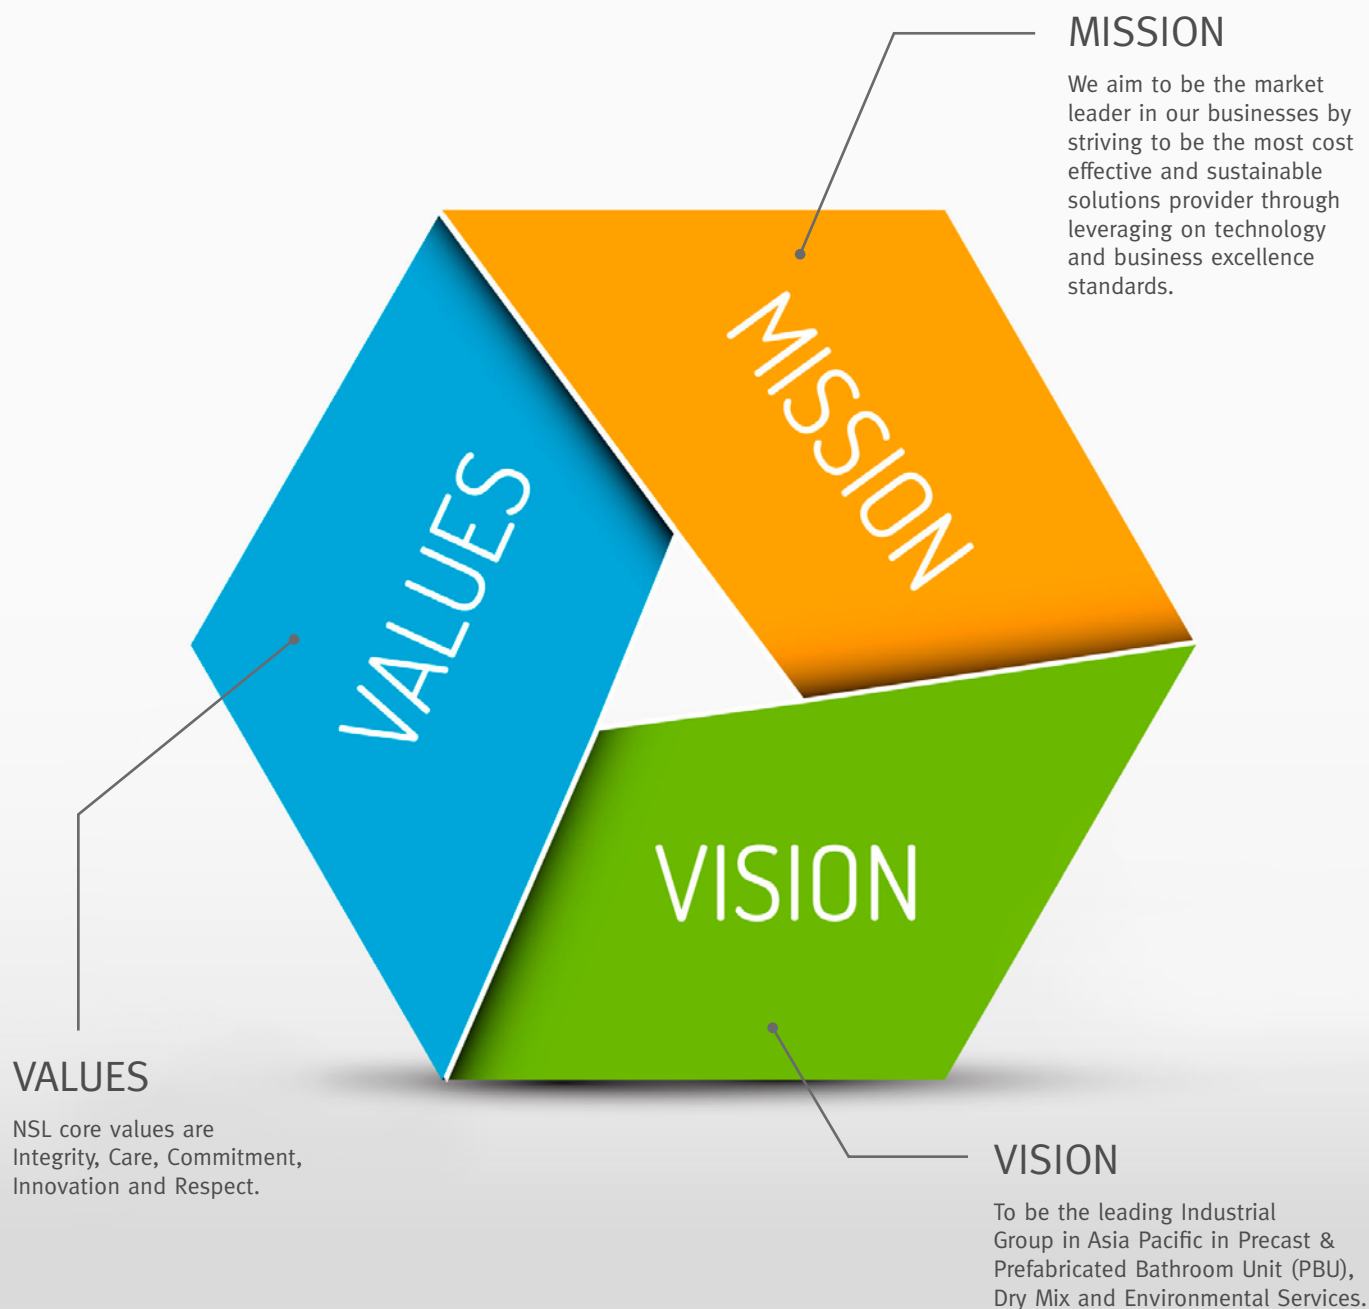 MISSION
We aim to be the market
leader in our businesses by
striving to be the most cost
effective and sustainable
solutions provider through
leveraging on technology
and business excellence
standards.
MISSION
VALUES
VISION
VALUES
NSL core values are
Integrity, Care, Commitment,
Innovation and Respect.
VISION
To be the leading Industrial
Group in Asia Pacific in Precast &
Prefabricated Bathroom Unit (PBU),
Dry Mix and Environmental Services.